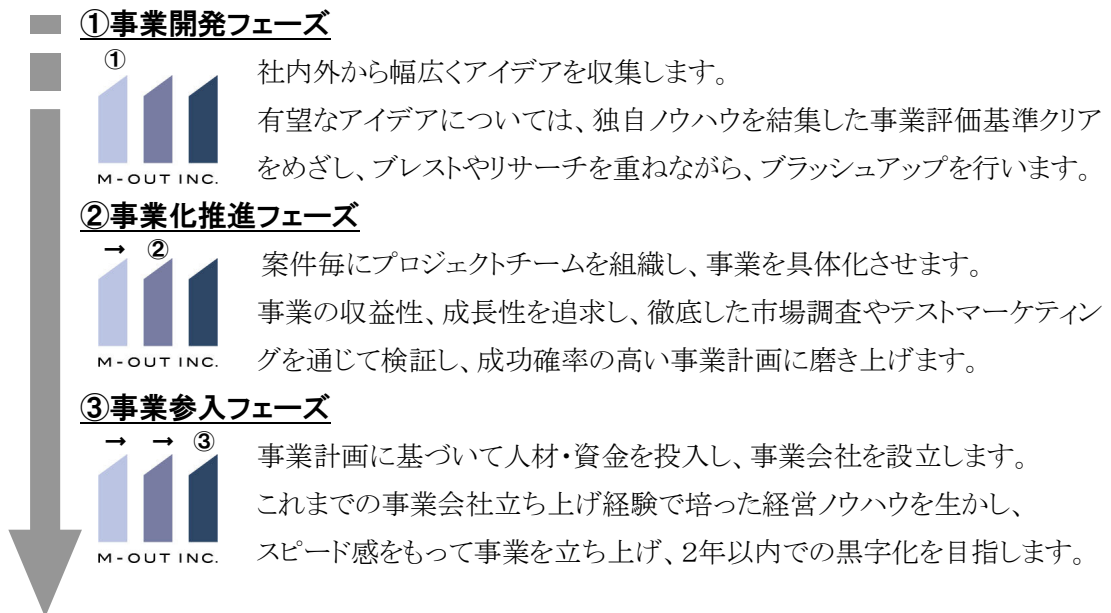 ①事業開発フェーズ
①
社内外から幅広くアイデアを収集します。
有望なアイデアについては、独自ノウハウを結集した事業評価基準クリア
をめざし、ブレストやリサーチを重ねながら、ブラッシュアップを行います。
M-OUT INC.
②事業化推進フェーズ
→ ②
案件毎にプロジェクトチームを組織し、事業を具体化させます。
事業の収益性、成長性を追求し、徹底した市場調査やテストマーケティン
グを通じて検証し、成功確率の高い事業計画に磨き上げます。
M-OUT INC.
③事業参入フェーズ
→ → ③
事業計画に基づいて人材・資金を投入し、事業会社を設立します。
これまでの事業会社立ち上げ経験で培った経営ノウハウを生かし、
スピード感をもって事業を立ち上げ、2年以内での黒字化を目指します。
M-OUT INC.